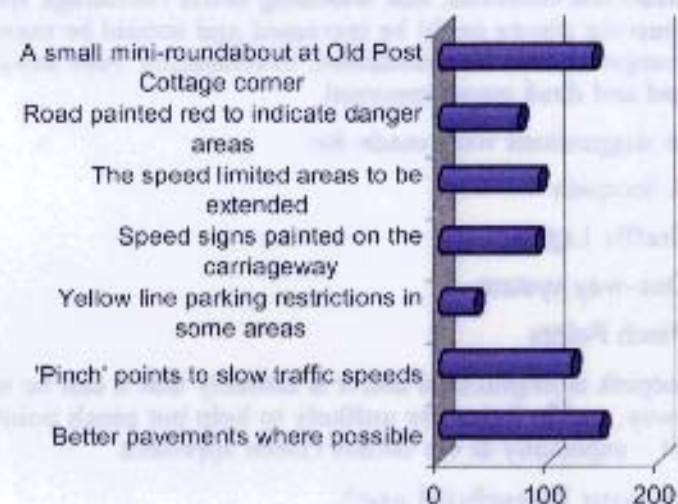 A small mini-roundabout at Old Post
Cottage corner
Road painted red to indicate danger
areas
The speed limited areas to be
extended
Speed signs painted on the
carriageway
Yellow line parking restrictions in
some areas
'Pinch' points to slow traffic speeds
Better pavements where possible
0 100 200